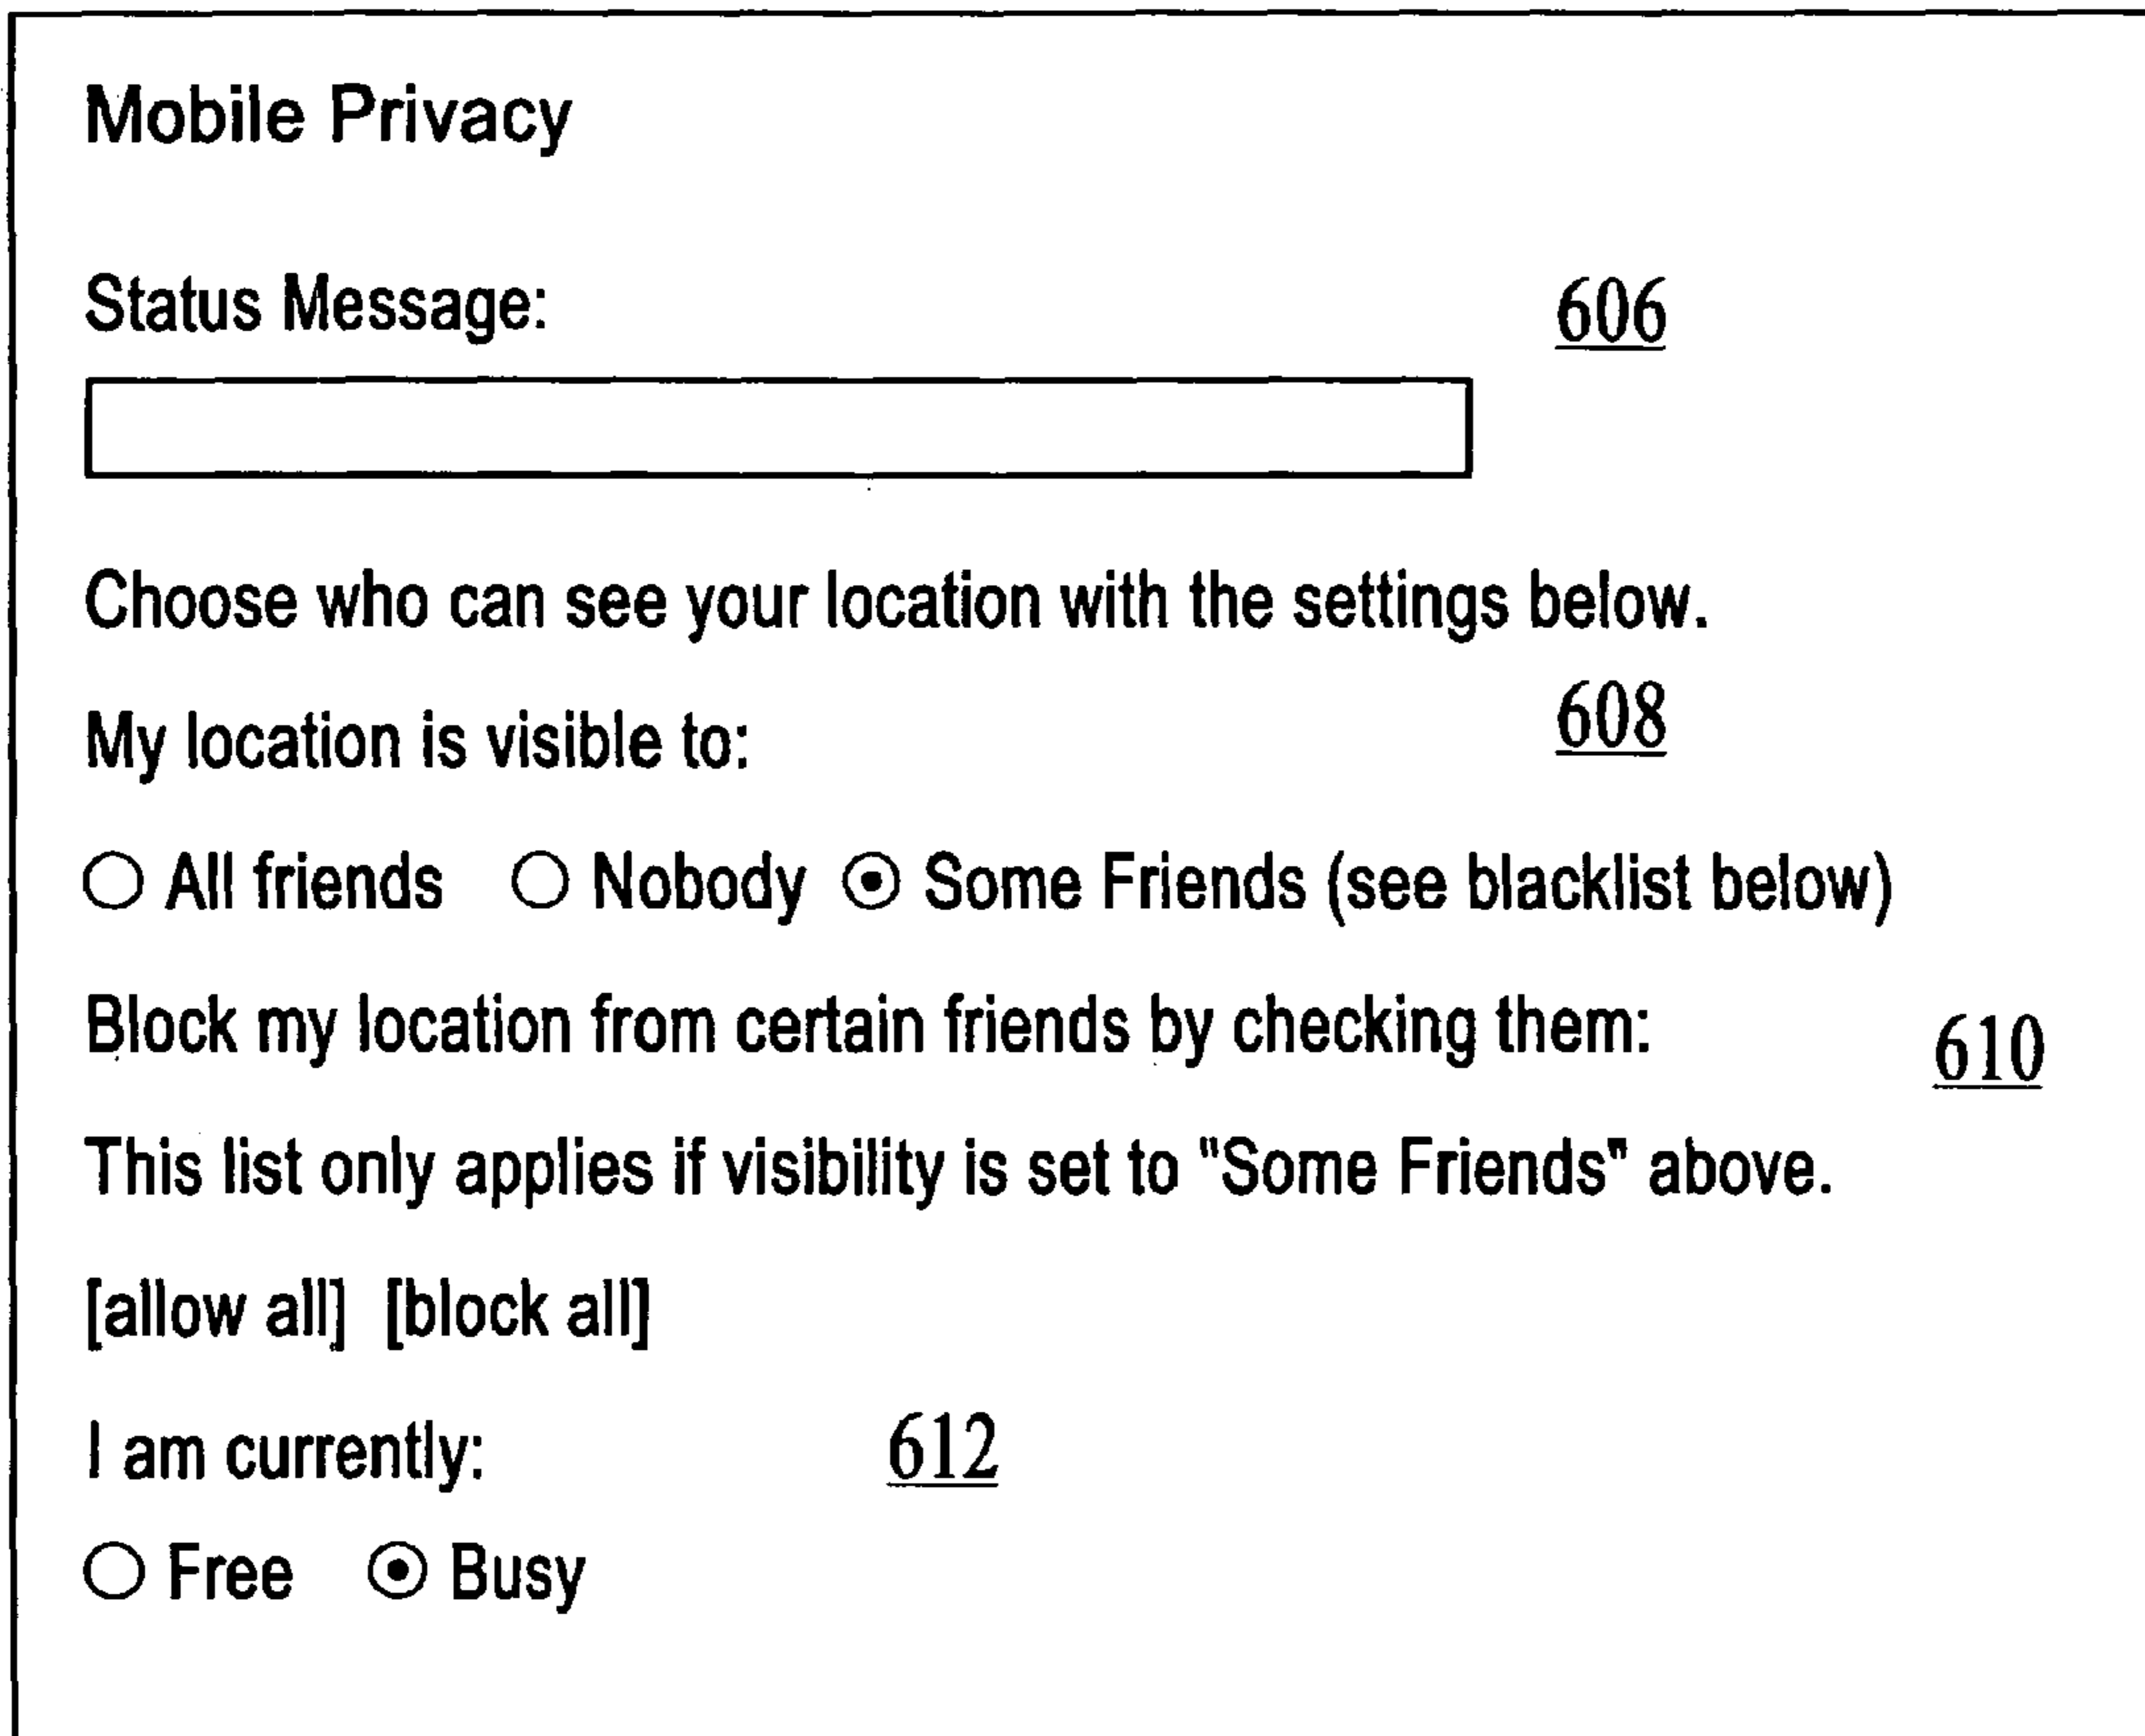 Mobile Privacy
Status Message: 606
Choose who can see your location with the settings below.
My location is visible to: 608
All friends Nobody Some Friends (see blacklist below)
Block my location from certain friends by checking them: 610
This list only applies if visibility is set to "Some Friends" above.
[allow all] [block all]
I am currently: 612
Free Busy